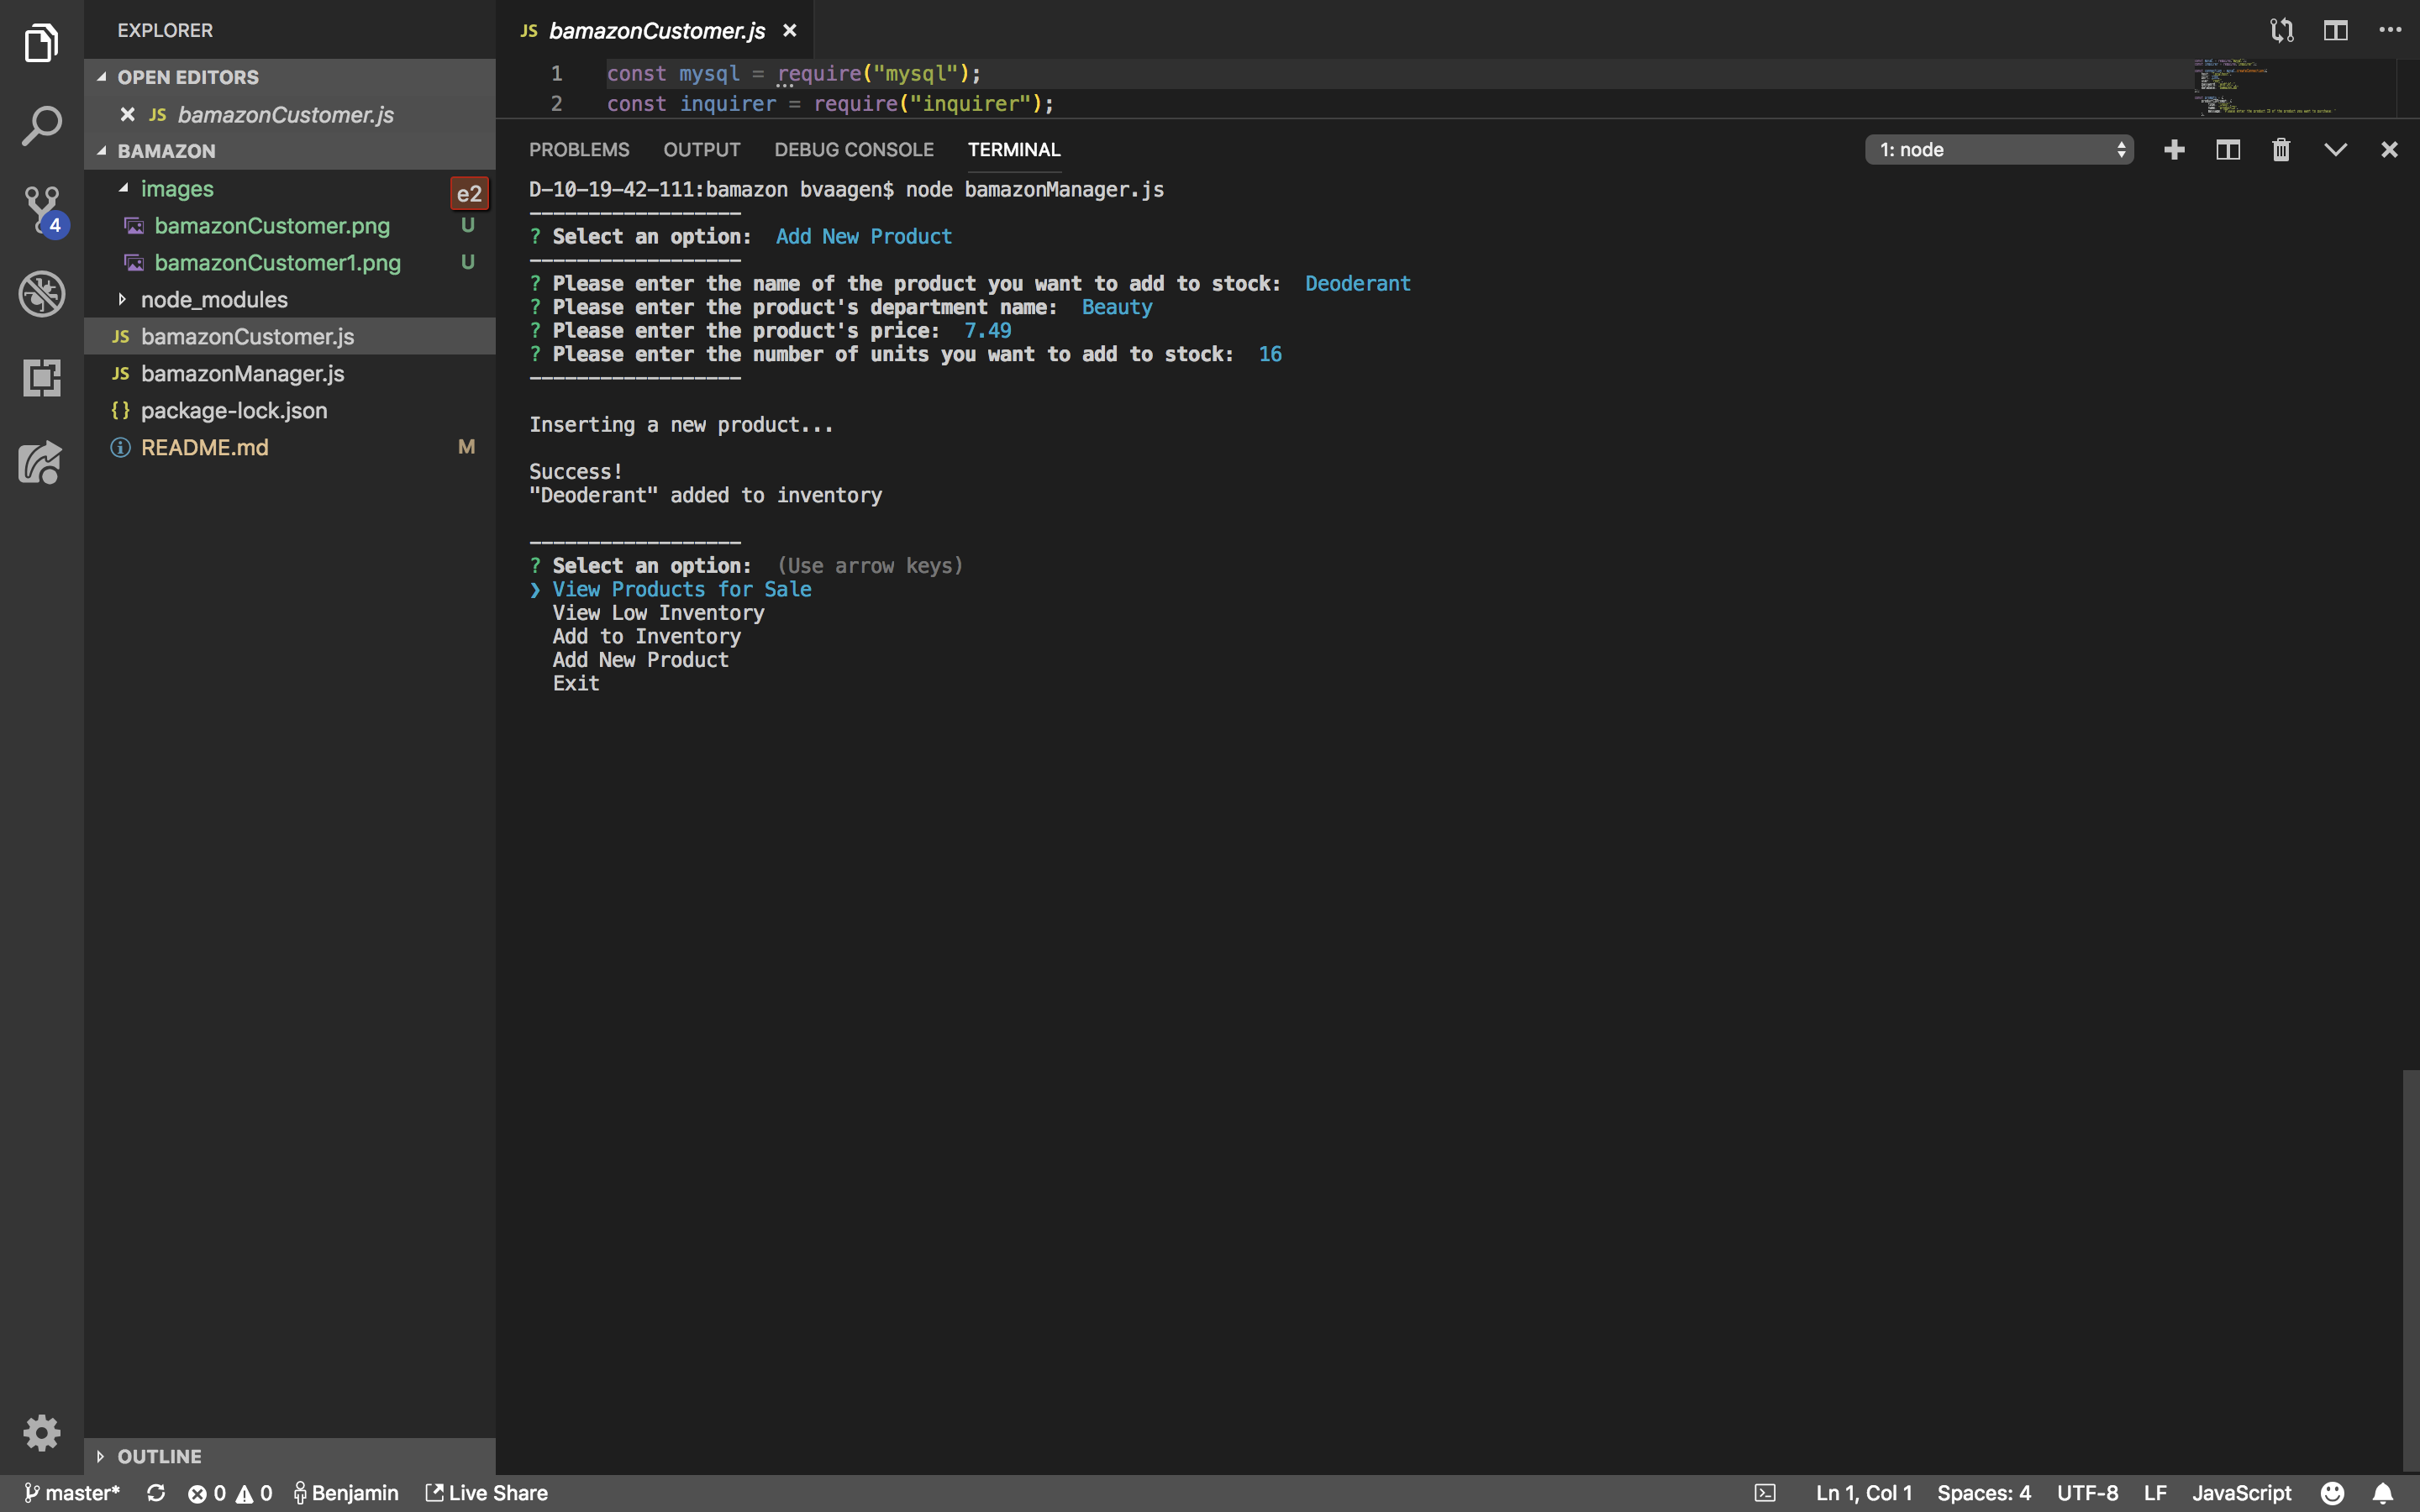 EXPLORER
OPEN EDITORS
JS bamazonCustomer.js
BAMAZON
images
e2
bamazonCustomer.png U
bamazonCustomer1.png U
node_modules
JS bamazonCustomer.js
JS bamazonManager.js
{} package-lock.json
README.md M
OUTLINE
4
JS bamazonCustomer.js
1 const mysql = require("mysql");
2 const inquirer = require("inquirer");
PROBLEMS OUTPUT DEBUG CONSOLE TERMINAL 1: node
D-10-19-42-111:bamazon bvaagen$ node bamazonManager.js
------------------
? Select an option:  Add New Product
------------------
? Please enter the name of the product you want to add to stock:  Deoderant
? Please enter the product's department name:  Beauty
? Please enter the product's price:  7.49
? Please enter the number of units you want to add to stock:  16
------------------
Inserting a new product...
Success!
"Deoderant" added to inventory
------------------
? Select an option:  (Use arrow keys)
❯ View Products for Sale
View Low Inventory
Add to Inventory
Add New Product
Exit
master* 0 0 Benjamin Live Share Ln 1, Col 1 Spaces: 4 UTF-8 LF JavaScript